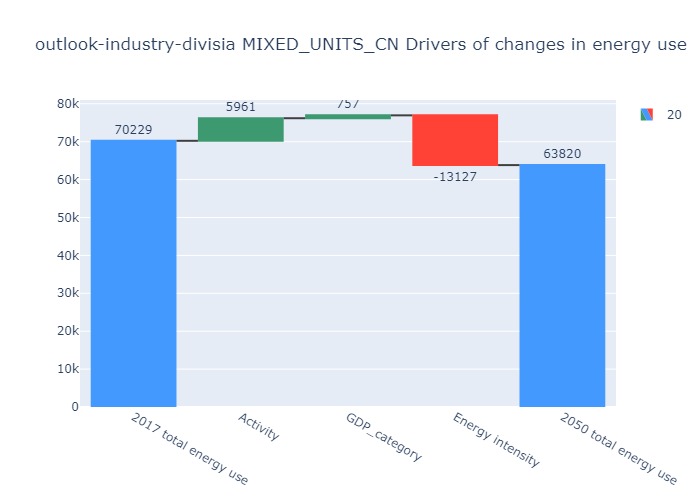 outlook-industry-divisia MIXED_UNITS_CN Drivers of changes in energy use
80k
70k
60k
50k
40k
30k
20k
10k
0
70229
5961
757
-13127
63820
20
2017 total energy use
Activity
GDP_category
Energy intensity
2050 total energy use